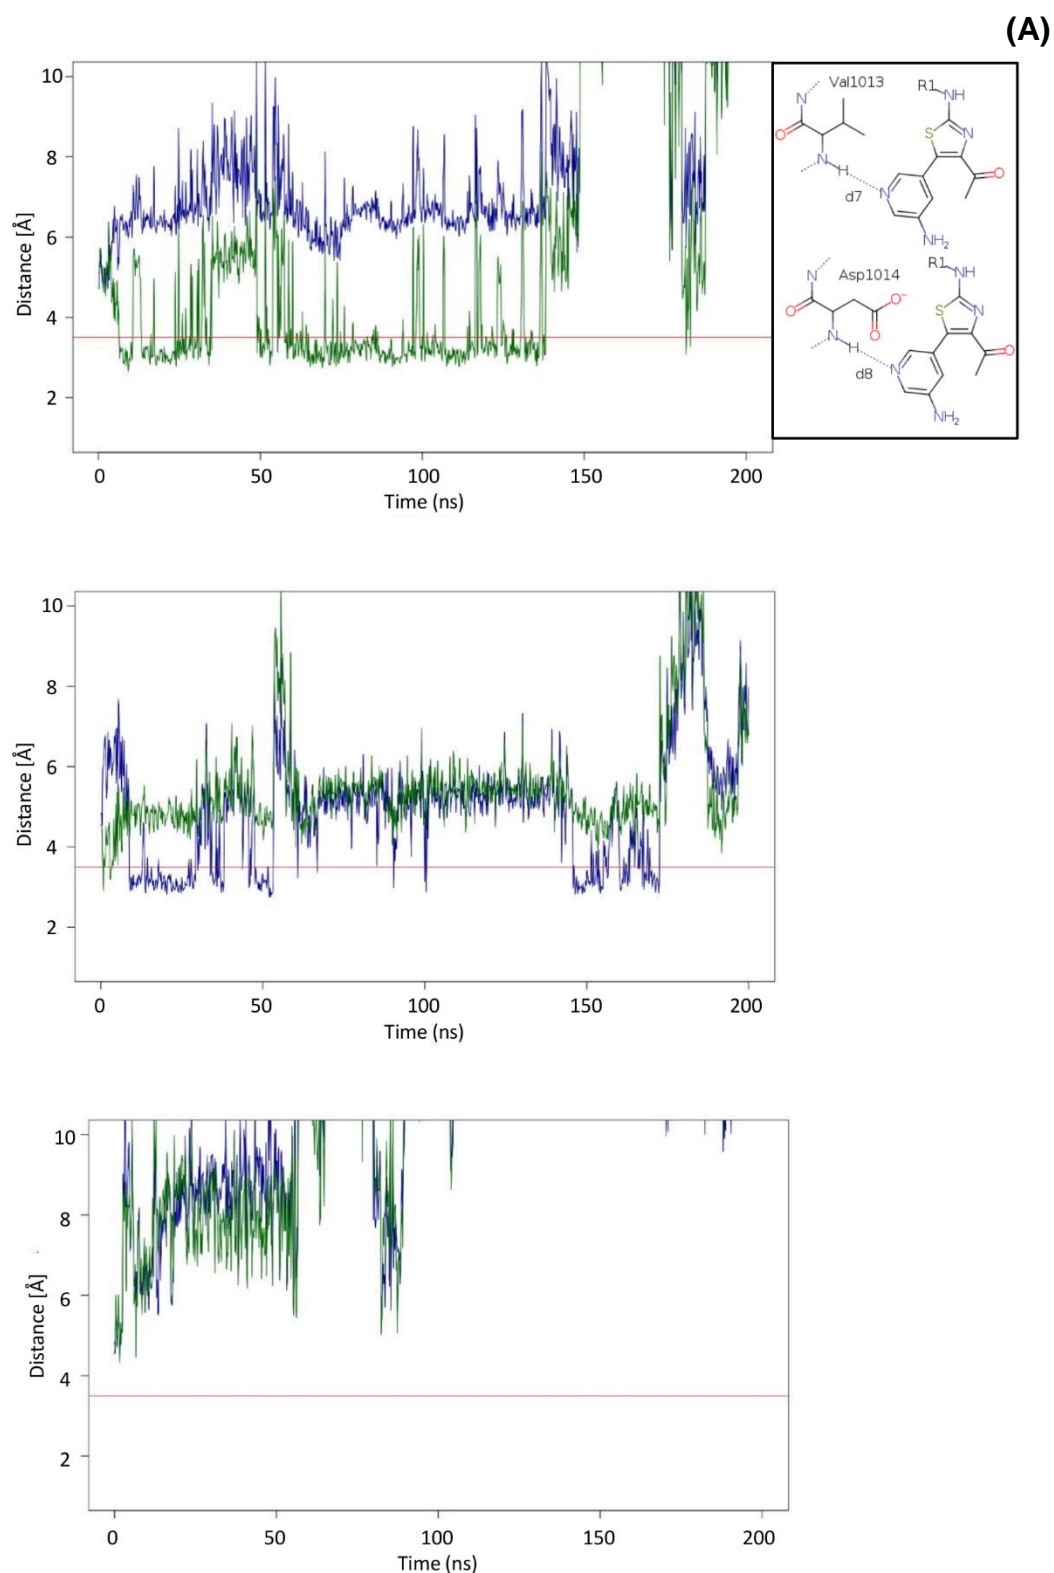 (A)
10
8
6
4
2
Distance [Å]
0 50 100 150 200
Time (ns)
Val1013
R1
NH
N
S
N
O
N
H
d7
N
O
NH₂
Asp1014
R1
NH
N
S
N
O
O⁻
O
N
H
d8
N
O
NH₂
10
8
6
4
2
Distance [Å]
0 50 100 150 200
Time (ns)
10
8
6
4
2
Distance [Å]
0 50 100 150 200
Time (ns)